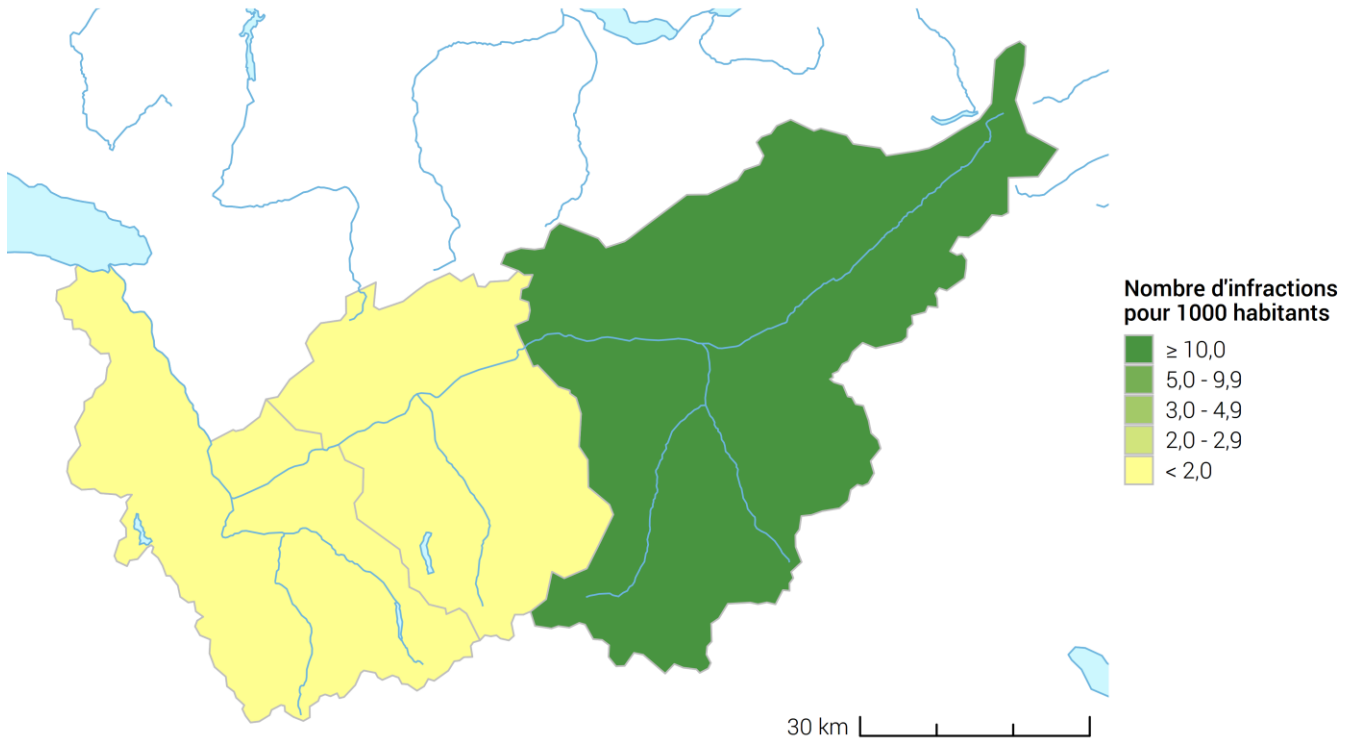 Nombre d'infractions
pour 1000 habitants
≥ 10,0
5,0 - 9,9
3,0 - 4,9
2,0 - 2,9
< 2,0
30 km